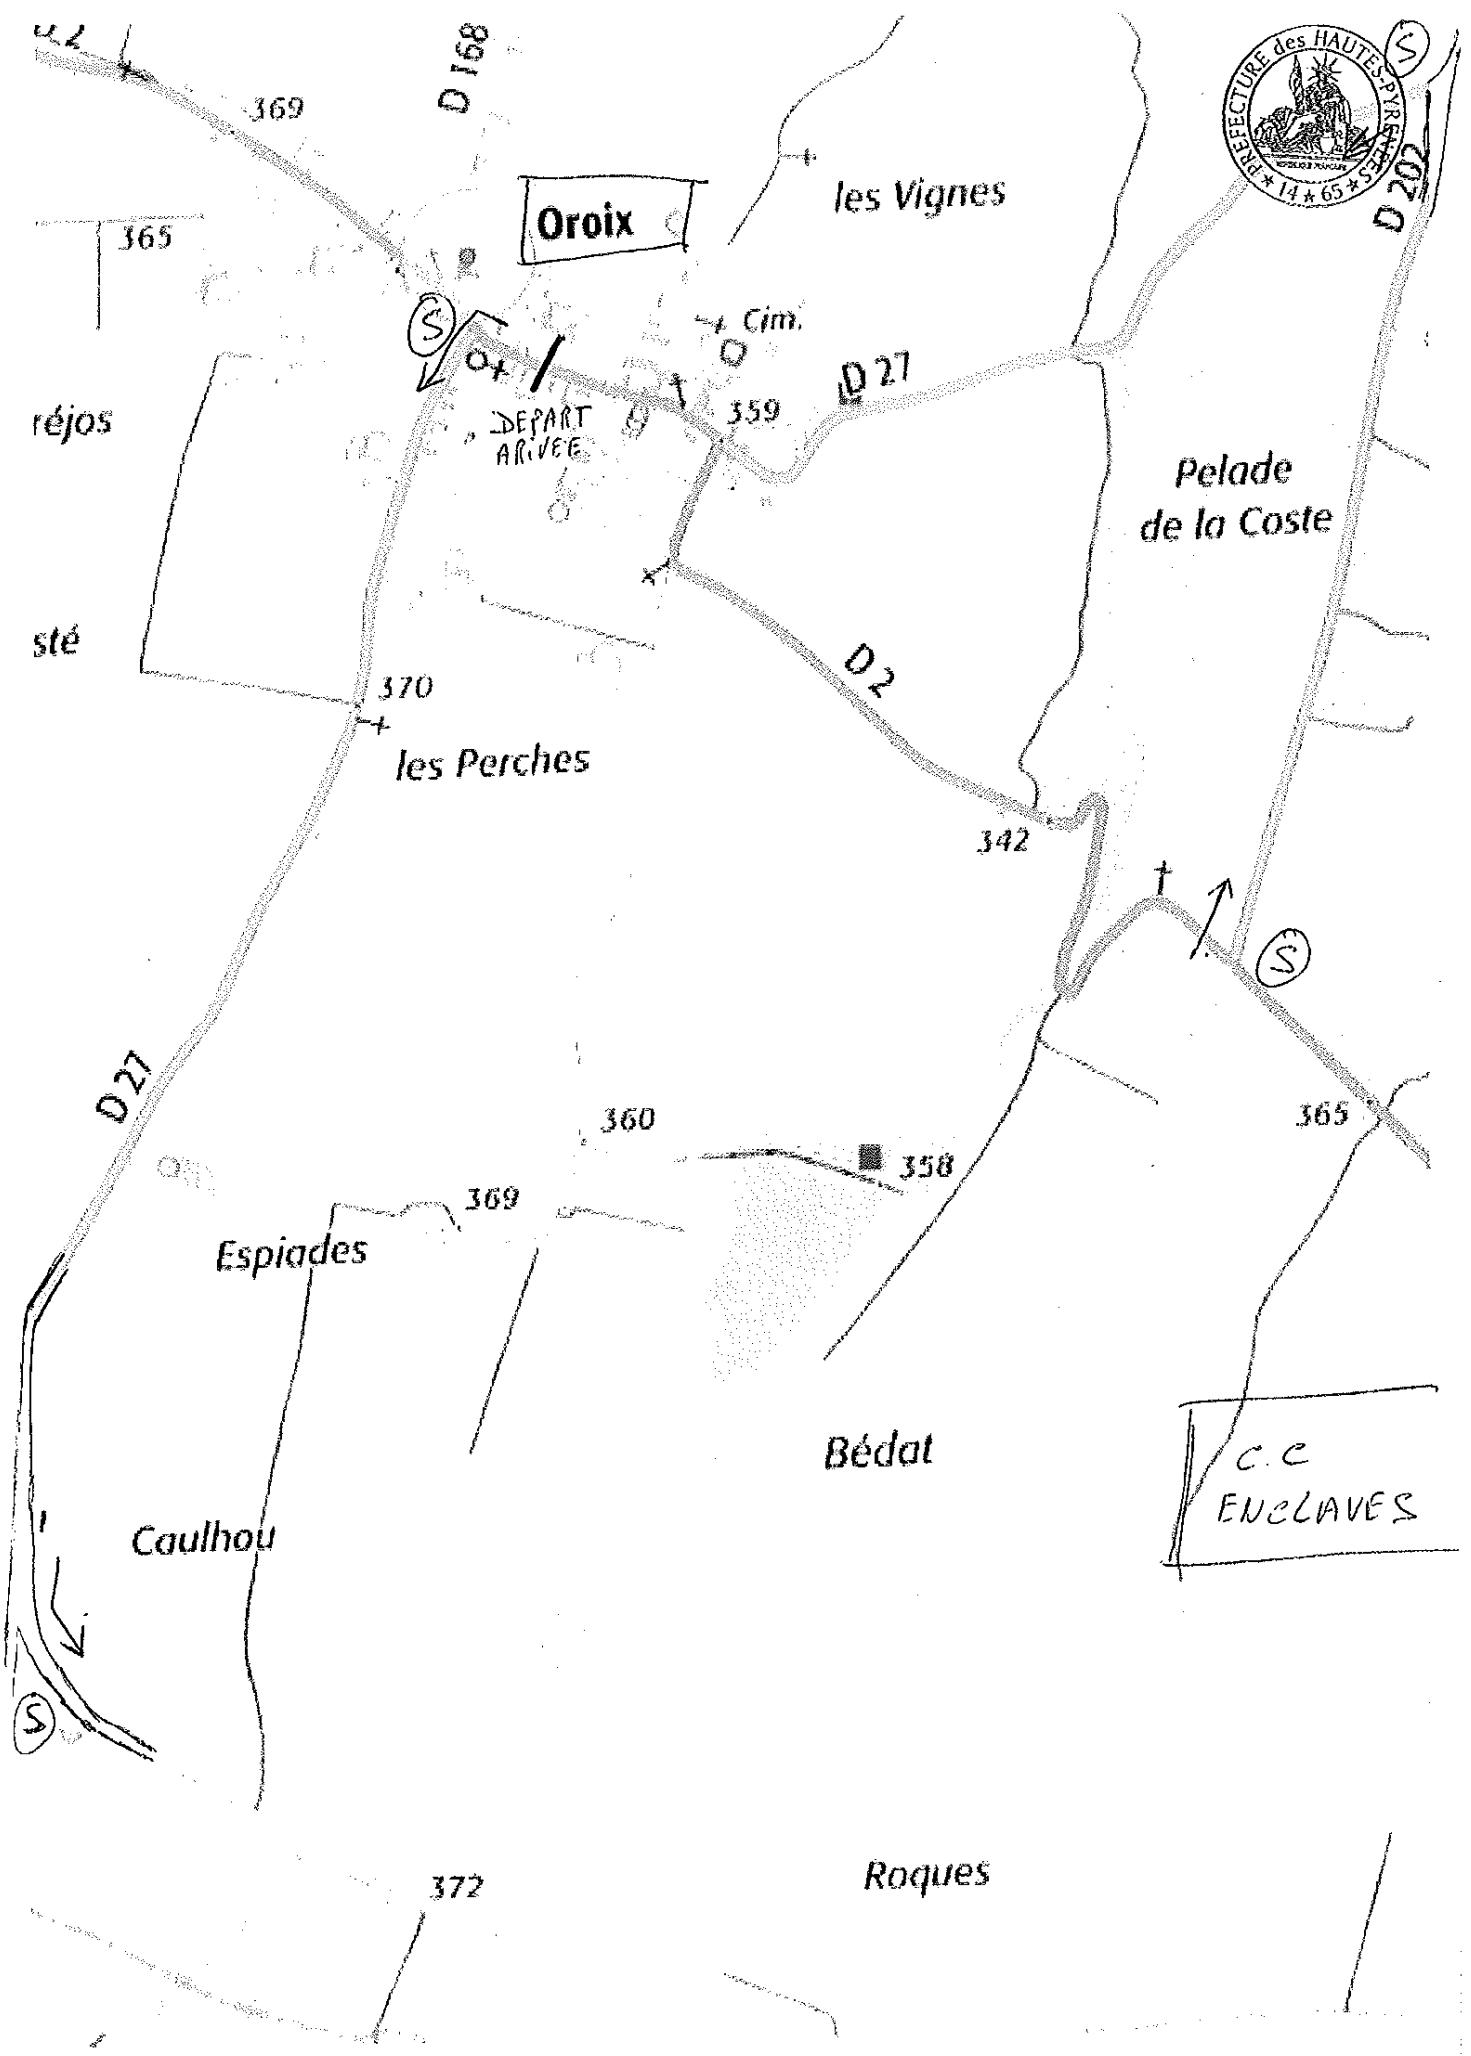 D 168
S
PREFECTURE des HAUTES-PYRENEES
REPUBLIQUE FRANÇAISE
★ 14 ★ 65 ★
D 202
369
365
Oroix
les Vignes
S
Cim.
D 27
359
DEPART
ARIVEE
réjos
Pelade
de la Coste
sté
370
D 2
les Perches
342
S
D 27
360
365
358
369
Espiades
Bédat
C.C
ENCLAVES
Caulhou
S
372
Roques